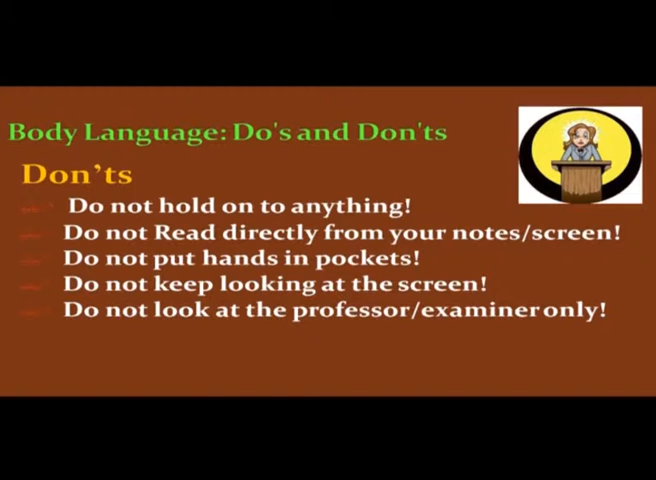 Body Language: Do's and Don'ts
Don'ts
Do not hold on to anything!
Do not Read directly from your notes/screen!
Do not put hands in pockets!
Do not keep looking at the screen!
Do not look at the professor/examiner only!